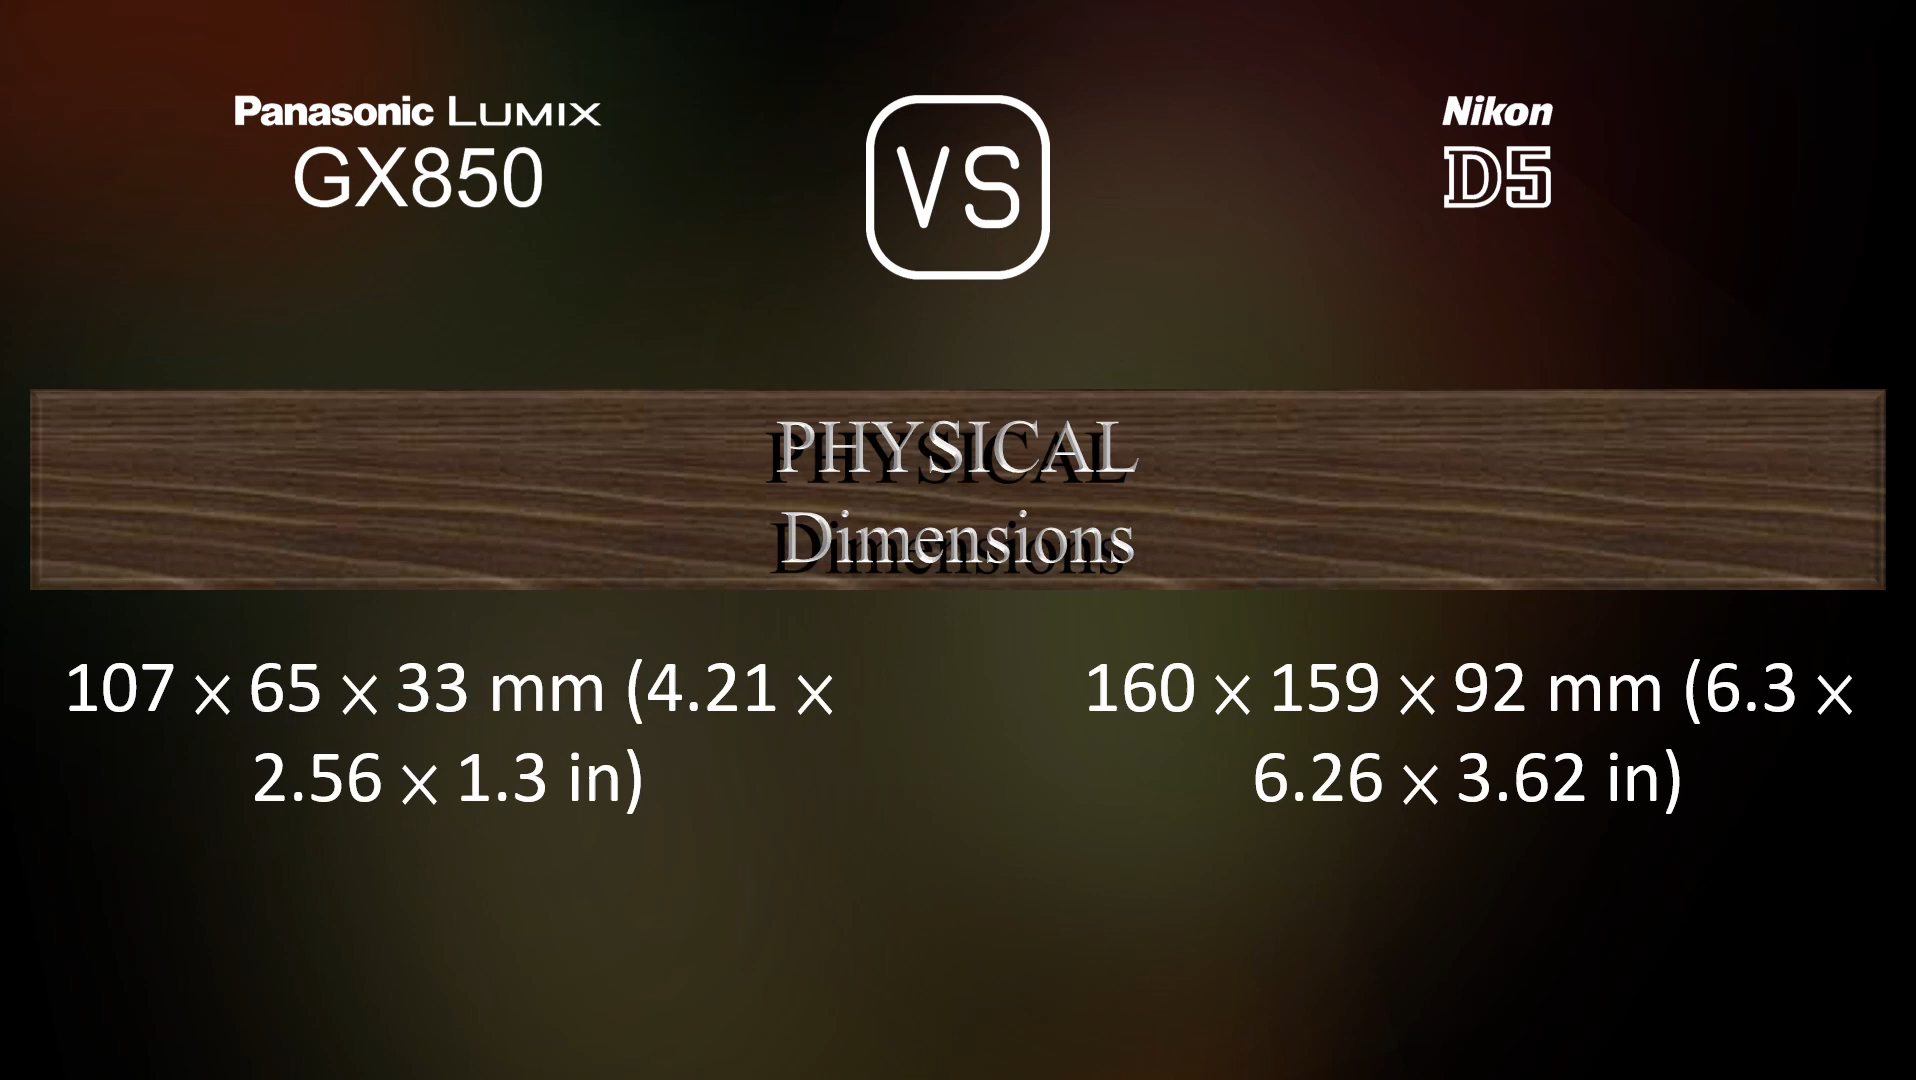 Panasonic LUMIX
GX850
VS
Nikon
D5
PHYSICAL
Dimensions
107 x 65 x 33 mm (4.21 x
2.56 x 1.3 in)
160 x 159 x 92 mm (6.3 x
6.26 x 3.62 in)